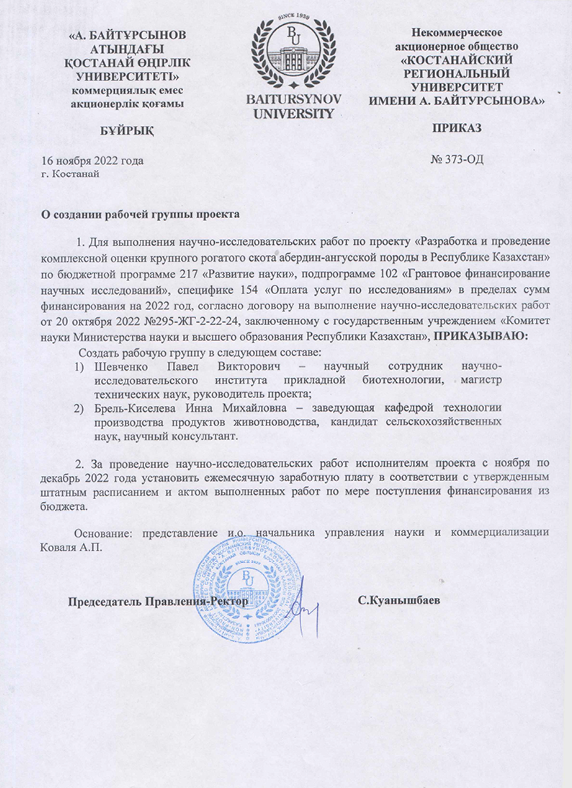 «А. БАЙТҰРСЫНОВ
АТЫНДАҒЫ
ҚОСТАНАЙ ӨҢІРЛІК
УНИВЕРСИТЕТІ»
коммерциялық емес
акционерлік қоғамы
БҰЙРЫҚ
SINCE 1939
BU
BAITURSYNOV
UNIVERSITY
Некоммерческое
акционерное общество
«КОСТАНАЙСКИЙ
РЕГИОНАЛЬНЫЙ
УНИВЕРСИТЕТ
ИМЕНИ А. БАЙТУРСЫНОВА»
ПРИКАЗ
16 ноября 2022 года
№ 373-ОД
г. Костанай
О создании рабочей группы проекта
1. Для выполнения научно-исследовательских работ по проекту «Разработка и проведение
комплексной оценки крупного рогатого скота абердин-ангусской породы в Республике Казахстан»
по бюджетной программе 217 «Развитие науки», подпрограмме 102 «Грантовое финансирование
научных исследований», специфике 154 «Оплата услуг по исследованиям» в пределах сумм
финансирования на 2022 год, согласно договору на выполнение научно-исследовательских работ
от 20 октября 2022 №295-ЖГ-2-22-24, заключенному с государственным учреждением «Комитет
науки Министерства науки и высшего образования Республики Казахстан», ПРИКАЗЫВАЮ:
Создать рабочую группу в следующем составе:
1) Шевченко Павел Викторович – научный сотрудник научно-
исследовательского института прикладной биотехнологии, магистр
технических наук, руководитель проекта;
2) Брель-Киселева Инна Михайловна – заведующая кафедрой технологии
производства продуктов животноводства, кандидат сельскохозяйственных
наук, научный консультант.
2. За проведение научно-исследовательских работ исполнителям проекта с ноября по
декабрь 2022 года установить ежемесячную заработную плату в соответствии с утвержденным
штатным расписанием и актом выполненных работ по мере поступления финансирования из
бюджета.
Основание: представление и.о. начальника управления науки и коммерциализации
Коваля А.П.
Председатель Правления-Ректор
С.Куанышбаев
BU